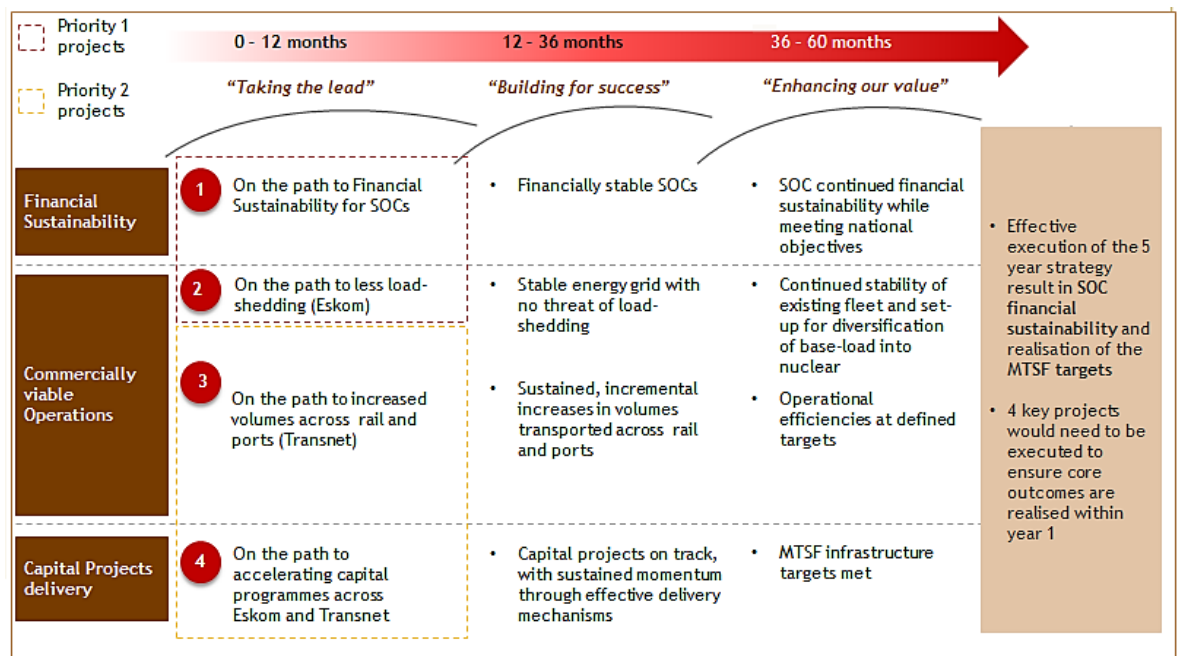 Priority 1
projects
0 - 12 months
12 - 36 months
36 - 60 months
Priority 2
projects
“Taking the lead”
“Building for success”
“Enhancing our value”
Financial
Sustainability
1
On the path to Financial
Sustainability for SOCs
• Financially stable SOCs
• SOC continued financial
sustainability while
meeting national
objectives
Commercially
viable
Operations
2
On the path to less load-
shedding (Eskom)
• Stable energy grid with
no threat of load-
shedding
• Continued stability of
existing fleet and set-
up for diversification
of base-load into
nuclear
3
On the path to increased
volumes across rail and
ports (Transnet)
• Sustained, incremental
increases in volumes
transported across rail
and ports
• Operational
efficiencies at defined
targets
Capital Projects
delivery
4
On the path to
accelerating capital
programmes across
Eskom and Transnet
• Capital projects on track,
with sustained momentum
through effective delivery
mechanisms
• MTSF infrastructure
targets met
• Effective
execution of the 5
year strategy
result in SOC
financial
sustainability and
realisation of the
MTSF targets
• 4 key projects
would need to be
executed to
ensure core
outcomes are
realised within
year 1